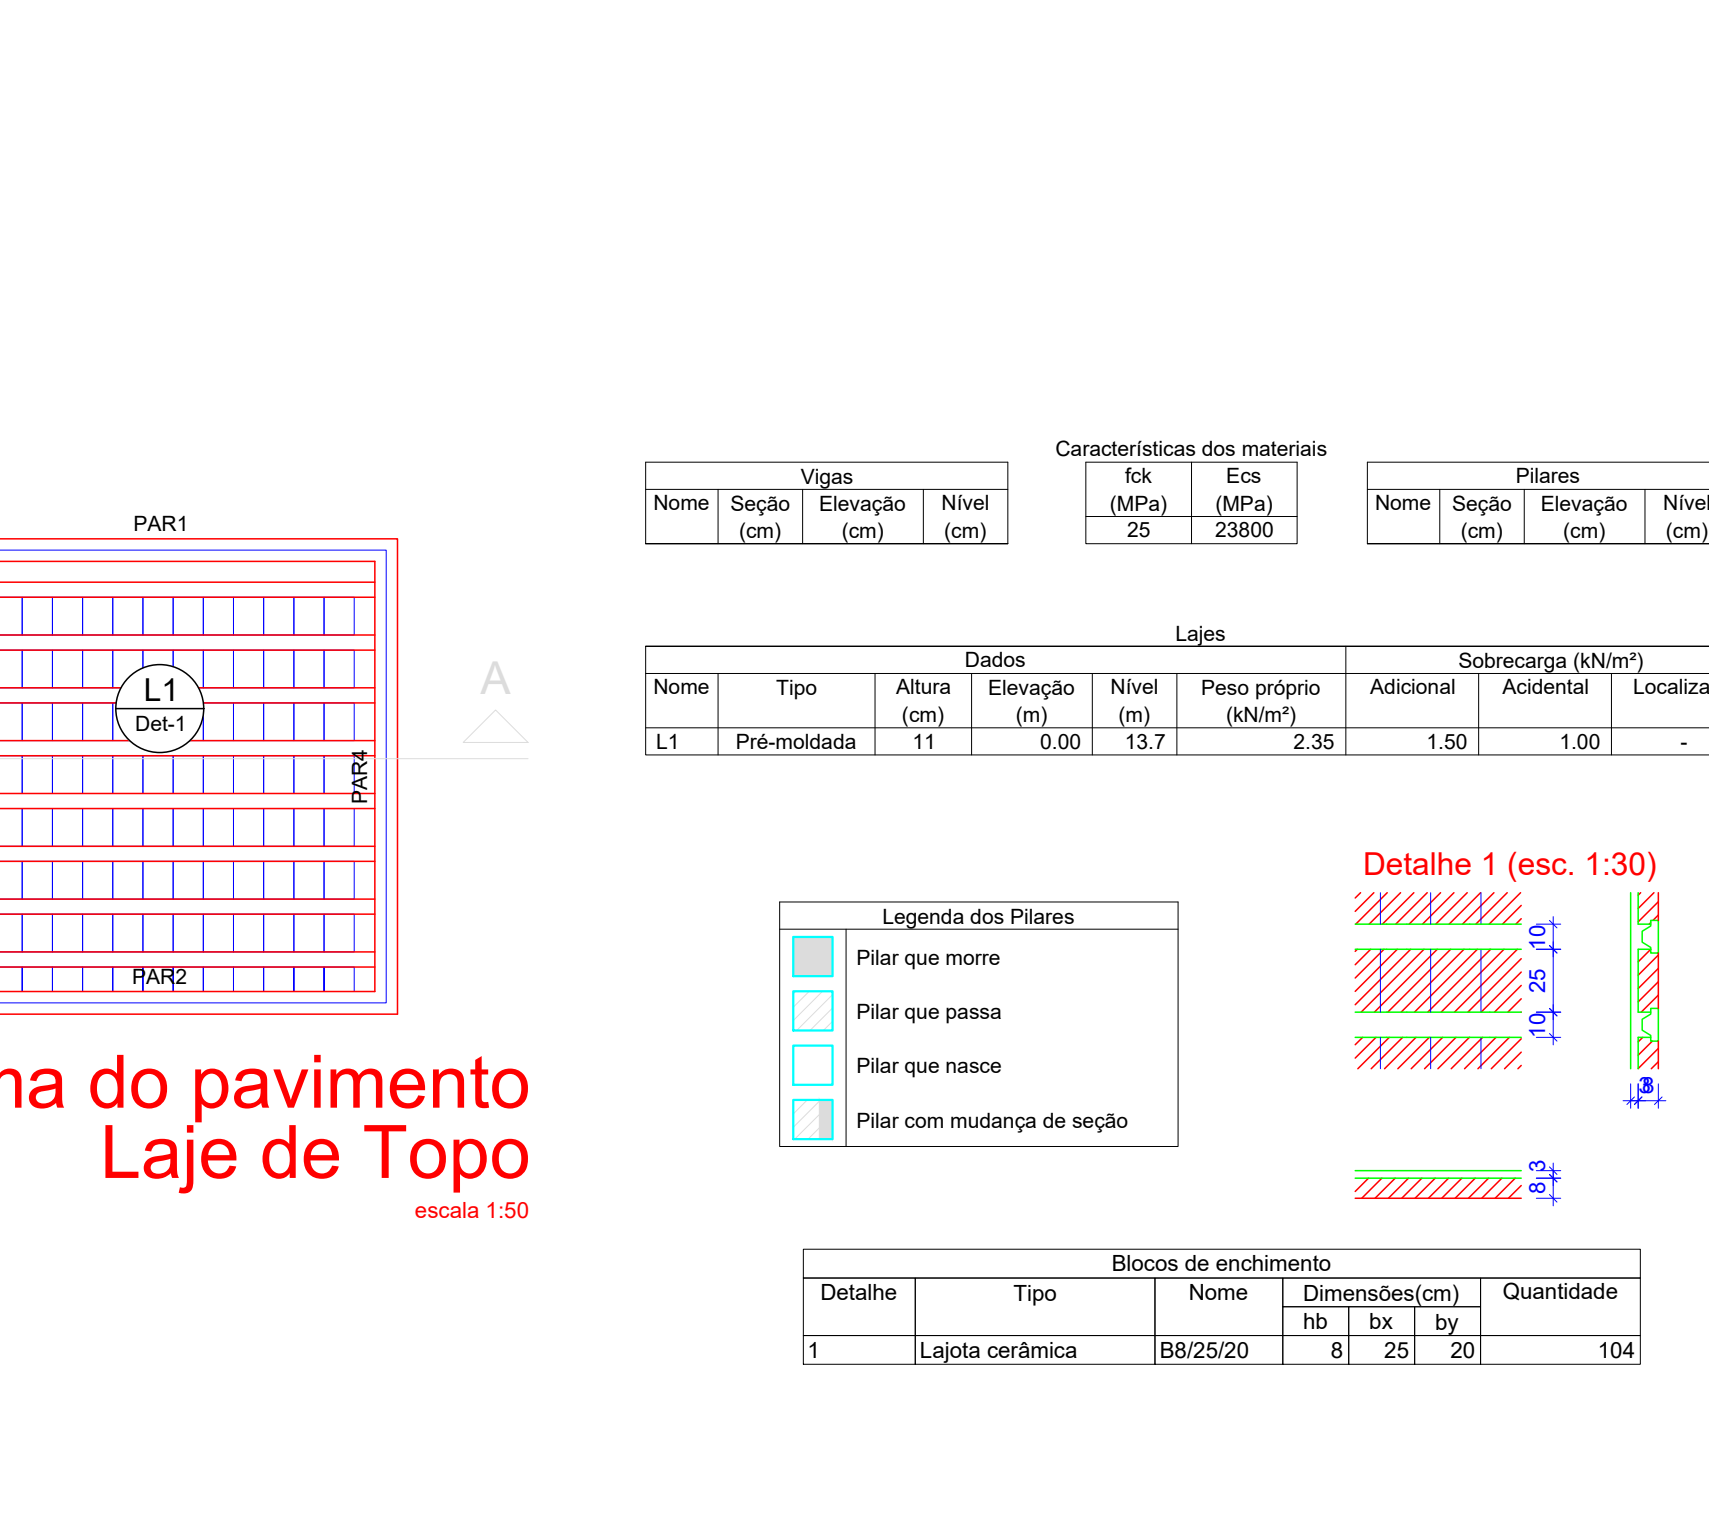 PAR1
L1
Det-1
PAR4
PAR2
A
do pavimento
Laje de Topo
escala 1:50
Vigas
Nome Seção (cm) Elevação (cm) Nível (cm)
Características dos materiais
fck (MPa) Ecs (MPa)
25 23800
Pilares
Nome Seção (cm) Elevação (cm) Nível (cm)
Lajes
Dados Sobrecarga (kN/m²)
Nome Tipo Altura (cm) Elevação (m) Nível (m) Peso próprio (kN/m²) Adicional Acidental Localiza
L1 Pré-moldada 11 0.00 13.7 2.35 1.50 1.00 -
Legenda dos Pilares
Pilar que morre
Pilar que passa
Pilar que nasce
Pilar com mudança de seção
Detalhe 1 (esc. 1:30)
10
25
10
3 8
3
8
Blocos de enchimento
Detalhe Tipo Nome Dimensões(cm) Quantidade
hb bx by
1 Lajota cerâmica B8/25/20 8 25 20 104